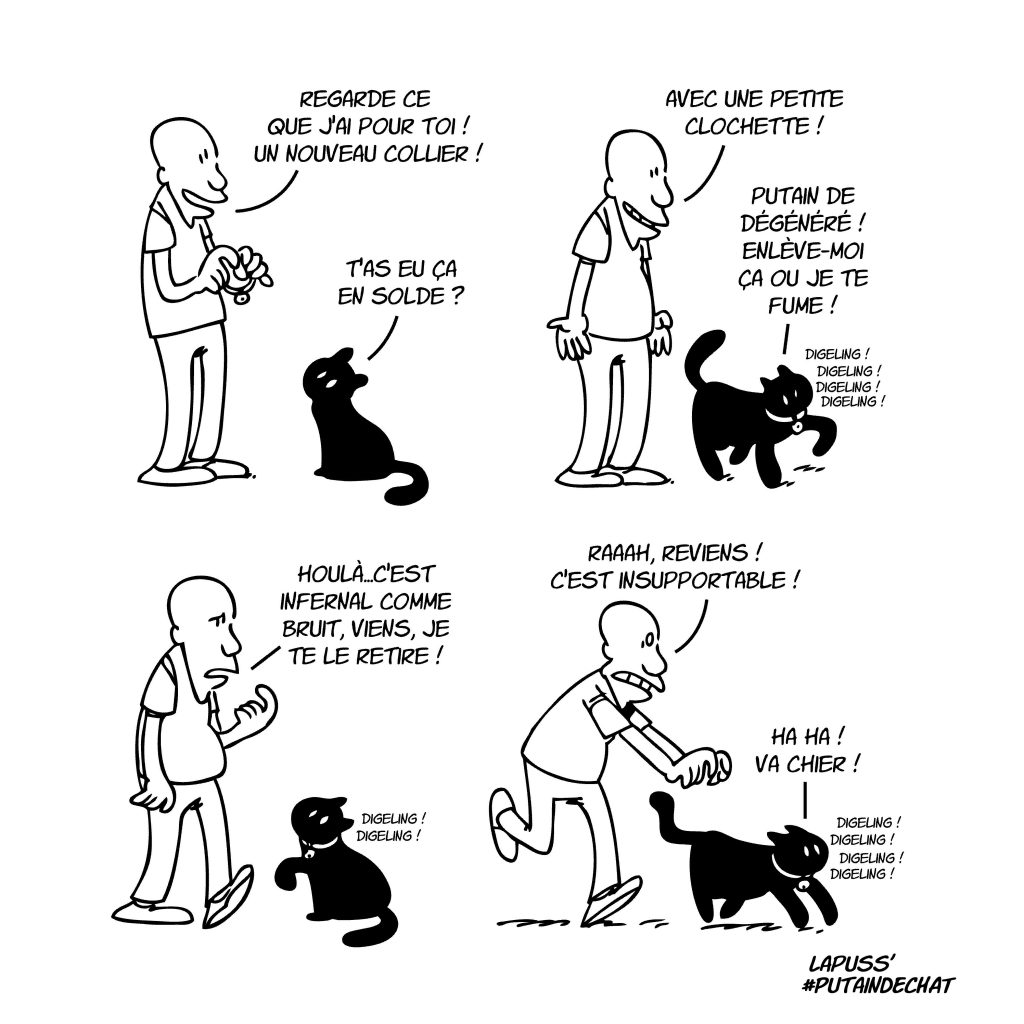 REGARDE CE
QUE J'AI POUR TOI !
UN NOUVEAU COLLIER !
T'AS EU ÇA
EN SOLDE ?
AVEC UNE PETITE
CLOCHETTE !
PUTAIN DE
DÉGÉNÉRÉ !
ENLÈVE-MOI
ÇA OU JE TE
FUME !
DIGELING !
DIGELING !
DIGELING !
DIGELING !
HOULÀ...C'EST
INFERNAL COMME
BRUIT, VIENS, JE
TE LE RETIRE !
DIGELING !
DIGELING !
RAAAH, REVIENS !
C'EST INSUPPORTABLE !
HA HA !
VA CHIER !
DIGELING !
DIGELING !
DIGELING !
DIGELING !
LAPUSS'
#PUTAINDECHAT